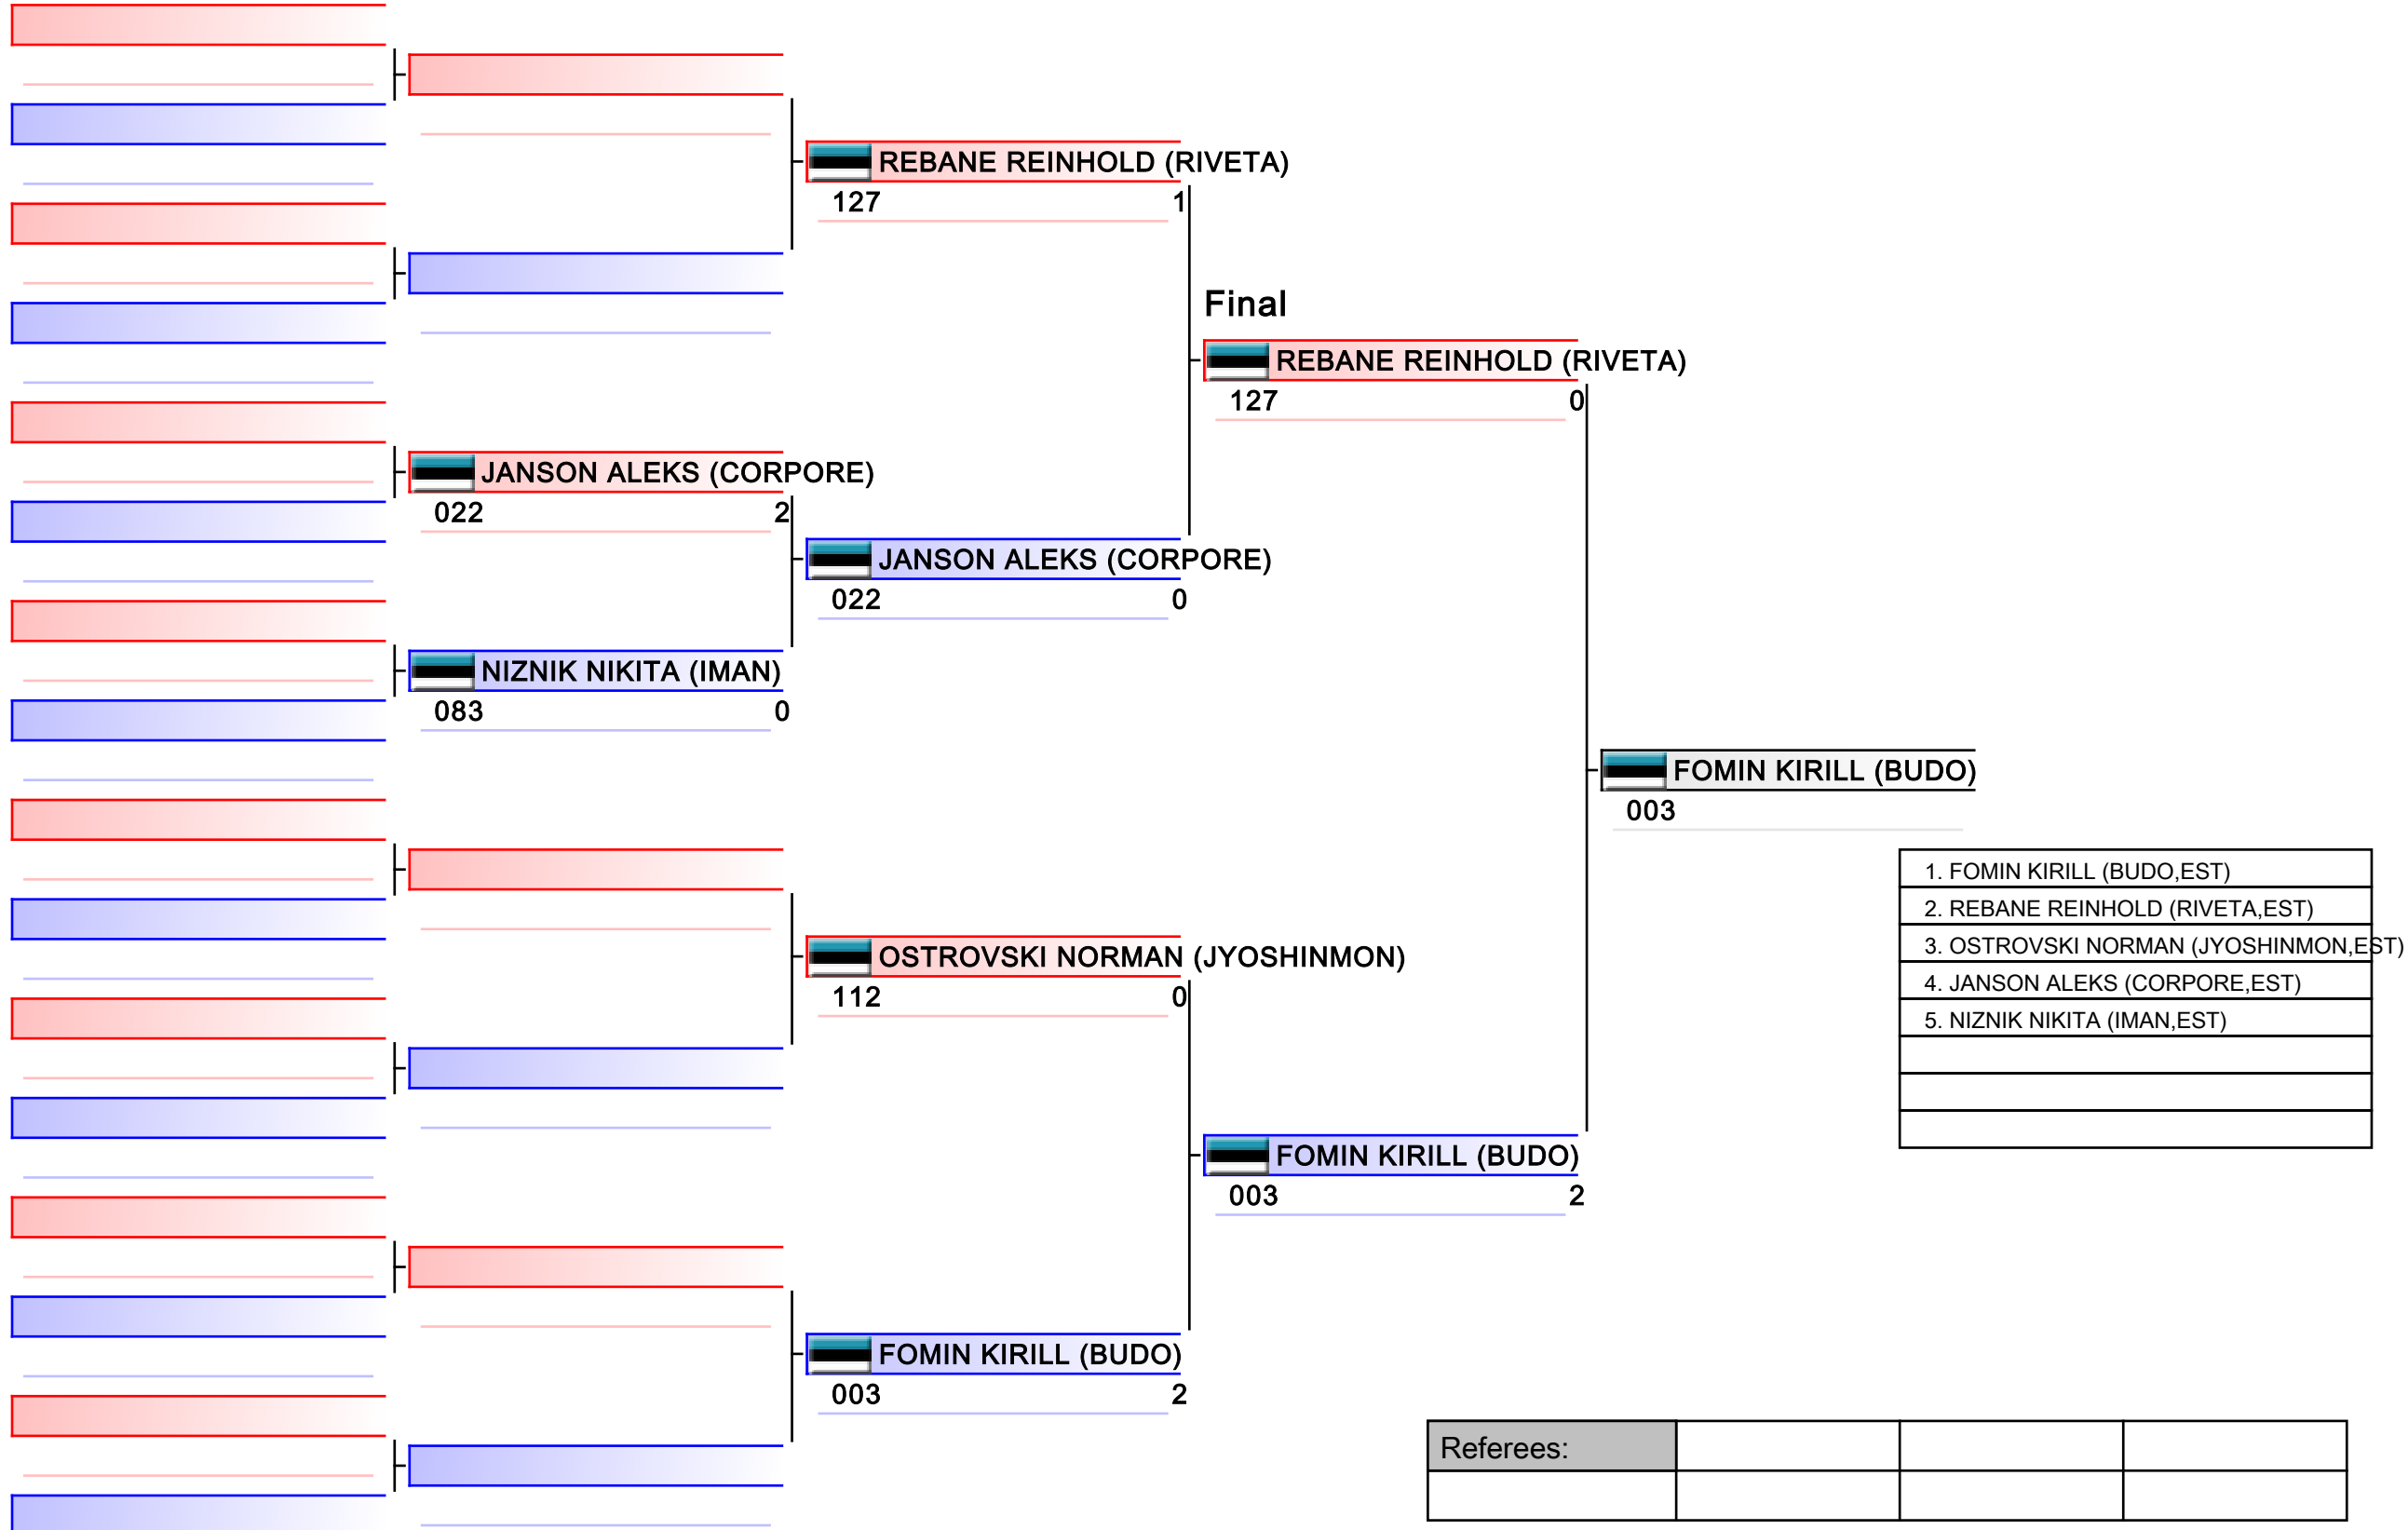 REBANE REINHOLD (RIVETA)
127 1
Final
REBANE REINHOLD (RIVETA)
127 0
JANSON ALEKS (CORPORE)
022 2
JANSON ALEKS (CORPORE)
022 0
NIZNIK NIKITA (IMAN)
083 0
FOMIN KIRILL (BUDO)
003
1. FOMIN KIRILL (BUDO,EST)
2. REBANE REINHOLD (RIVETA,EST)
3. OSTROVSKI NORMAN (JYOSHINMON,EST)
4. JANSON ALEKS (CORPORE,EST)
5. NIZNIK NIKITA (IMAN,EST)
OSTROVSKI NORMAN (JYOSHINMON)
112 0
FOMIN KIRILL (BUDO)
003 2
FOMIN KIRILL (BUDO)
003 2
Referees: